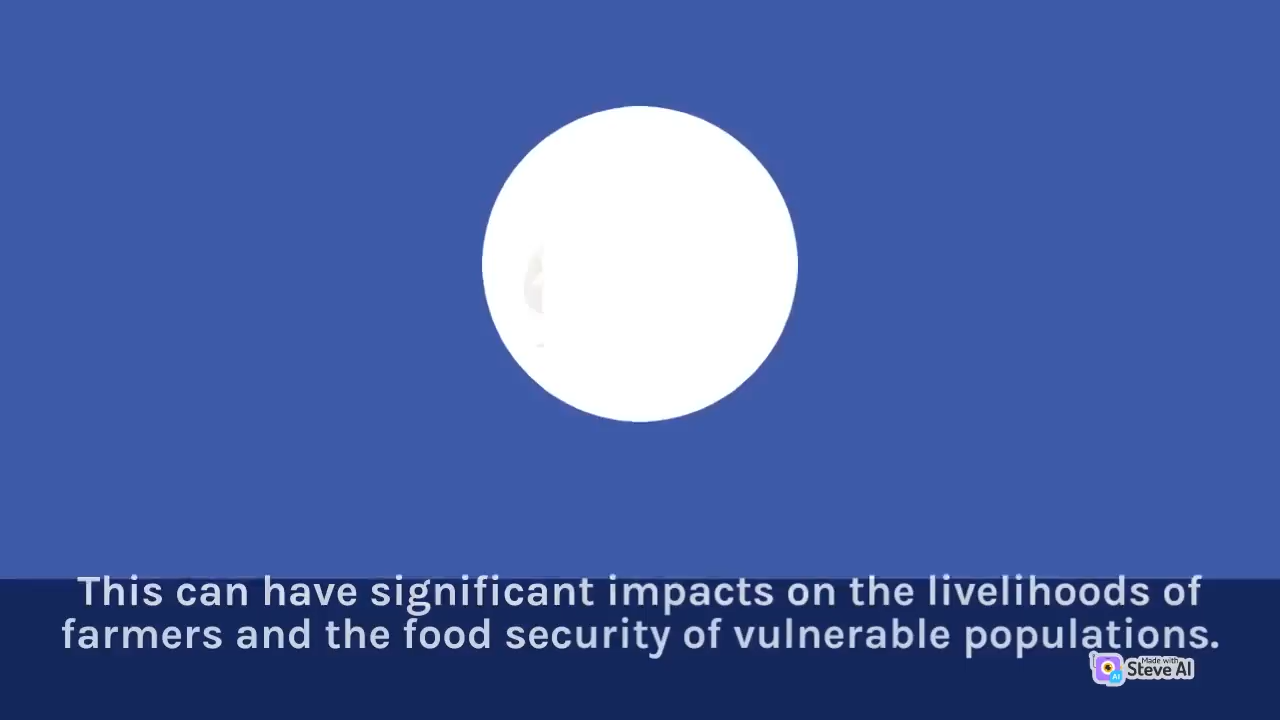 This can have significant impacts on the livelihoods of
farmers and the food security of vulnerable populations.
Made with
Steve AI
AI